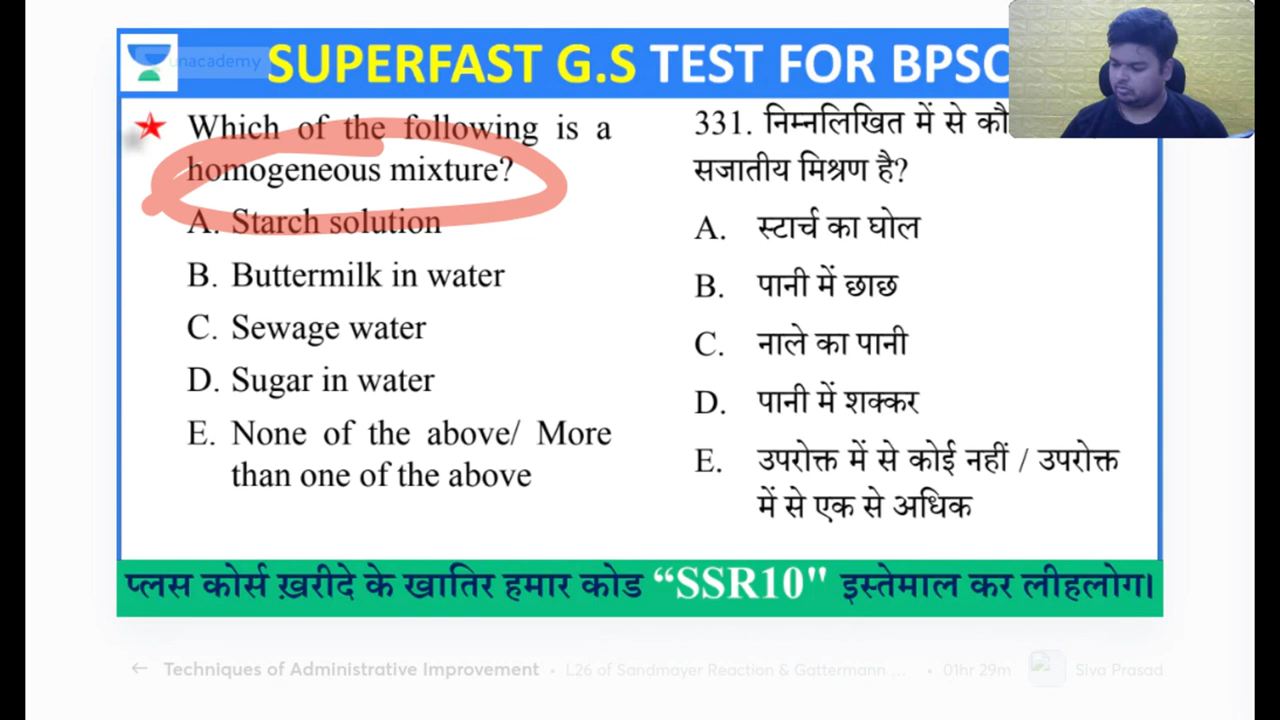 unacademy
SUPERFAST G.S TEST FOR BPSC
Which of the following is a
homogeneous mixture?
A. Starch solution
B. Buttermilk in water
C. Sewage water
D. Sugar in water
E. None of the above/ More
than one of the above
331. निम्नलिखित में से कौ
सजातीय मिश्रण है?
A. स्टार्च का घोल
B. पानी में छाछ
C. नाले का पानी
D. पानी में शक्कर
E. उपरोक्त में से कोई नहीं / उपरोक्त
में से एक से अधिक
प्लस कोर्स ख़रीदे के खातिर हमार कोड “SSR10" इस्तेमाल कर लीहलोग।
← Techniques of Administrative Improvement • L26 of Sandmayer Reaction & Gattermann ... • 01hr 29m Siva Prasad